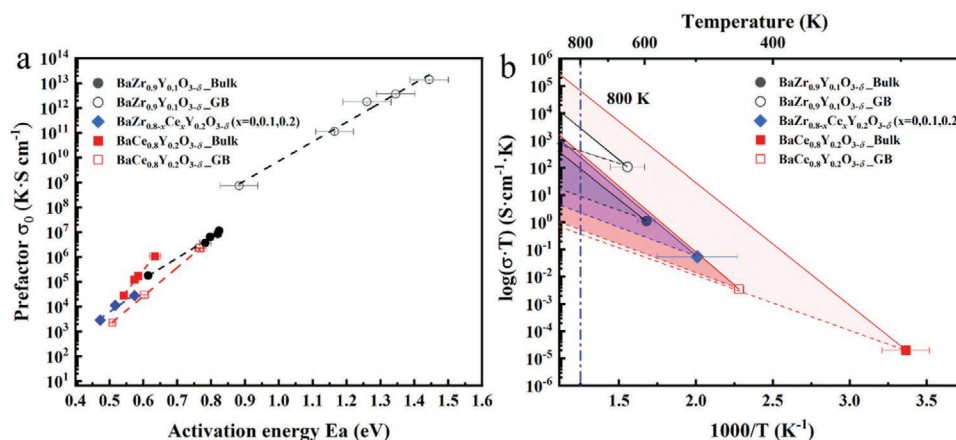 a
Prefactor σ₀ (K·S cm⁻¹)
10¹⁴
10¹³
10¹²
10¹¹
10¹⁰
10⁹
10⁸
10⁷
10⁶
10⁵
10⁴
10³
10²
10¹
BaZr₀.₉Y₀.₁O₃₋δ_Bulk
BaZr₀.₉Y₀.₁O₃₋δ_GB
BaZr₀.₈₋ₓCeₓY₀.₂O₃₋δ (x=0,0.1,0.2)
BaCe₀.₈Y₀.₂O₃₋δ_Bulk
BaCe₀.₈Y₀.₂O₃₋δ_GB
0.4 0.5 0.6 0.7 0.8 0.9 1.0 1.1 1.2 1.3 1.4 1.5 1.6
Activation energy Ea (eV)
Temperature (K)
800 600 400
b
log(σ·T) (S·cm⁻¹·K)
10⁶
10⁵
10⁴
10³
10²
10¹
10⁰
10⁻¹
10⁻²
10⁻³
10⁻⁴
10⁻⁵
10⁻⁶
800 K
BaZr₀.₉Y₀.₁O₃₋δ_Bulk
BaZr₀.₉Y₀.₁O₃₋δ_GB
BaZr₀.₈₋ₓCeₓY₀.₂O₃₋δ (x=0,0.1,0.2)
BaCe₀.₈Y₀.₂O₃₋δ_Bulk
BaCe₀.₈Y₀.₂O₃₋δ_GB
1.5 2.0 2.5 3.0 3.5
1000/T (K⁻¹)